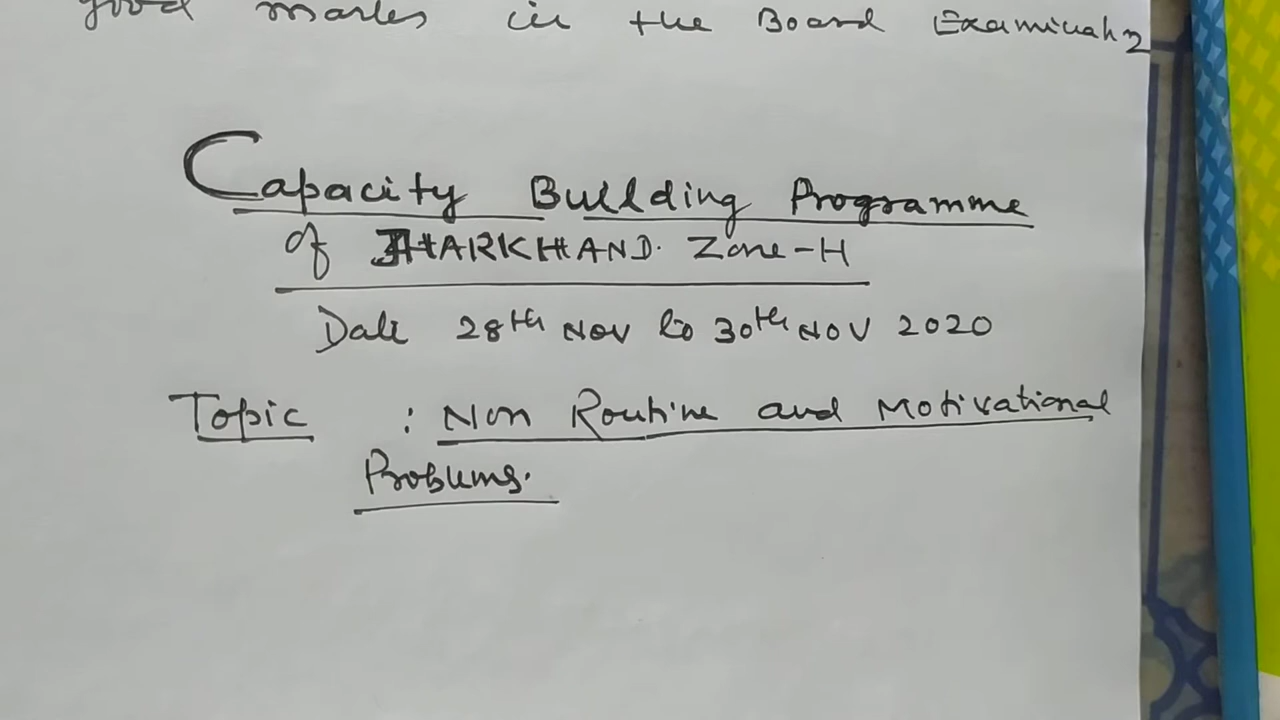 good marks in the Board Examination
Capacity Building Programme
of JHARKHAND. Zone-H
Date 28th NOV to 30th NOV 2020
Topic : Non Routine and Motivational
Problems.